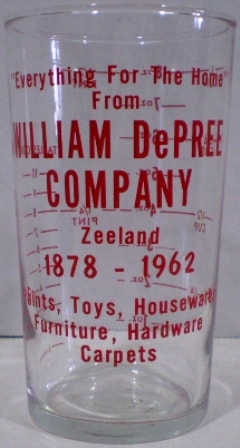 "Everything For The Home"
From
WILLIAM DePREE
COMPANY
Zeeland
1878 - 1962
Paints, Toys, Housewares
Furniture, Hardware
Carpets